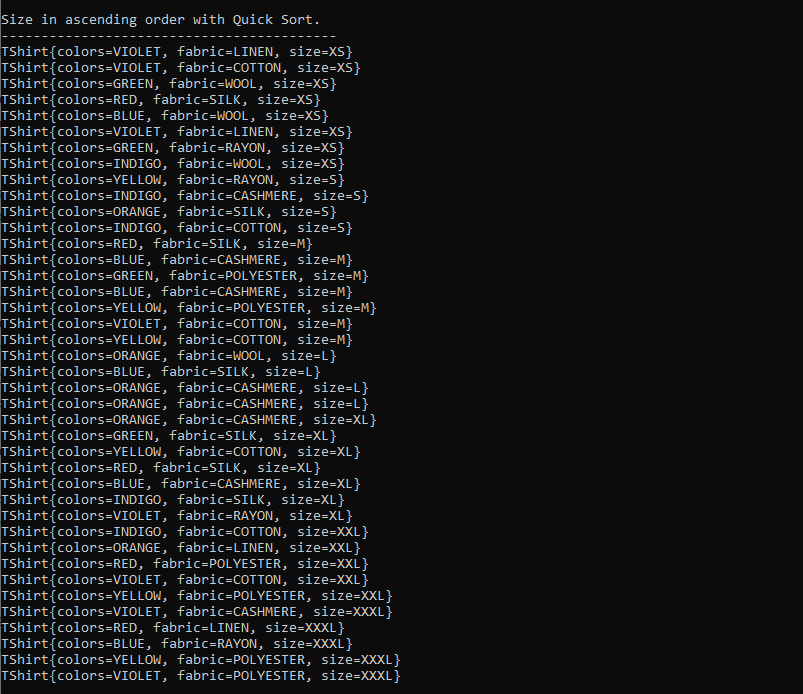 Size in ascending order with Quick Sort.
------------------------------------------
TShirt{colors=VIOLET, fabric=LINEN, size=XS}
TShirt{colors=VIOLET, fabric=COTTON, size=XS}
TShirt{colors=GREEN, fabric=WOOL, size=XS}
TShirt{colors=RED, fabric=SILK, size=XS}
TShirt{colors=BLUE, fabric=WOOL, size=XS}
TShirt{colors=VIOLET, fabric=LINEN, size=XS}
TShirt{colors=GREEN, fabric=RAYON, size=XS}
TShirt{colors=INDIGO, fabric=WOOL, size=XS}
TShirt{colors=YELLOW, fabric=RAYON, size=S}
TShirt{colors=INDIGO, fabric=CASHMERE, size=S}
TShirt{colors=ORANGE, fabric=SILK, size=S}
TShirt{colors=INDIGO, fabric=COTTON, size=S}
TShirt{colors=RED, fabric=SILK, size=M}
TShirt{colors=BLUE, fabric=CASHMERE, size=M}
TShirt{colors=GREEN, fabric=POLYESTER, size=M}
TShirt{colors=BLUE, fabric=CASHMERE, size=M}
TShirt{colors=YELLOW, fabric=POLYESTER, size=M}
TShirt{colors=VIOLET, fabric=COTTON, size=M}
TShirt{colors=YELLOW, fabric=COTTON, size=M}
TShirt{colors=ORANGE, fabric=WOOL, size=L}
TShirt{colors=BLUE, fabric=SILK, size=L}
TShirt{colors=ORANGE, fabric=CASHMERE, size=L}
TShirt{colors=ORANGE, fabric=CASHMERE, size=L}
TShirt{colors=ORANGE, fabric=CASHMERE, size=XL}
TShirt{colors=GREEN, fabric=SILK, size=XL}
TShirt{colors=YELLOW, fabric=COTTON, size=XL}
TShirt{colors=RED, fabric=SILK, size=XL}
TShirt{colors=BLUE, fabric=CASHMERE, size=XL}
TShirt{colors=INDIGO, fabric=SILK, size=XL}
TShirt{colors=VIOLET, fabric=RAYON, size=XL}
TShirt{colors=INDIGO, fabric=COTTON, size=XXL}
TShirt{colors=ORANGE, fabric=LINEN, size=XXL}
TShirt{colors=RED, fabric=POLYESTER, size=XXL}
TShirt{colors=VIOLET, fabric=COTTON, size=XXL}
TShirt{colors=YELLOW, fabric=POLYESTER, size=XXL}
TShirt{colors=VIOLET, fabric=CASHMERE, size=XXXL}
TShirt{colors=RED, fabric=LINEN, size=XXXL}
TShirt{colors=BLUE, fabric=RAYON, size=XXXL}
TShirt{colors=YELLOW, fabric=POLYESTER, size=XXXL}
TShirt{colors=VIOLET, fabric=POLYESTER, size=XXXL}